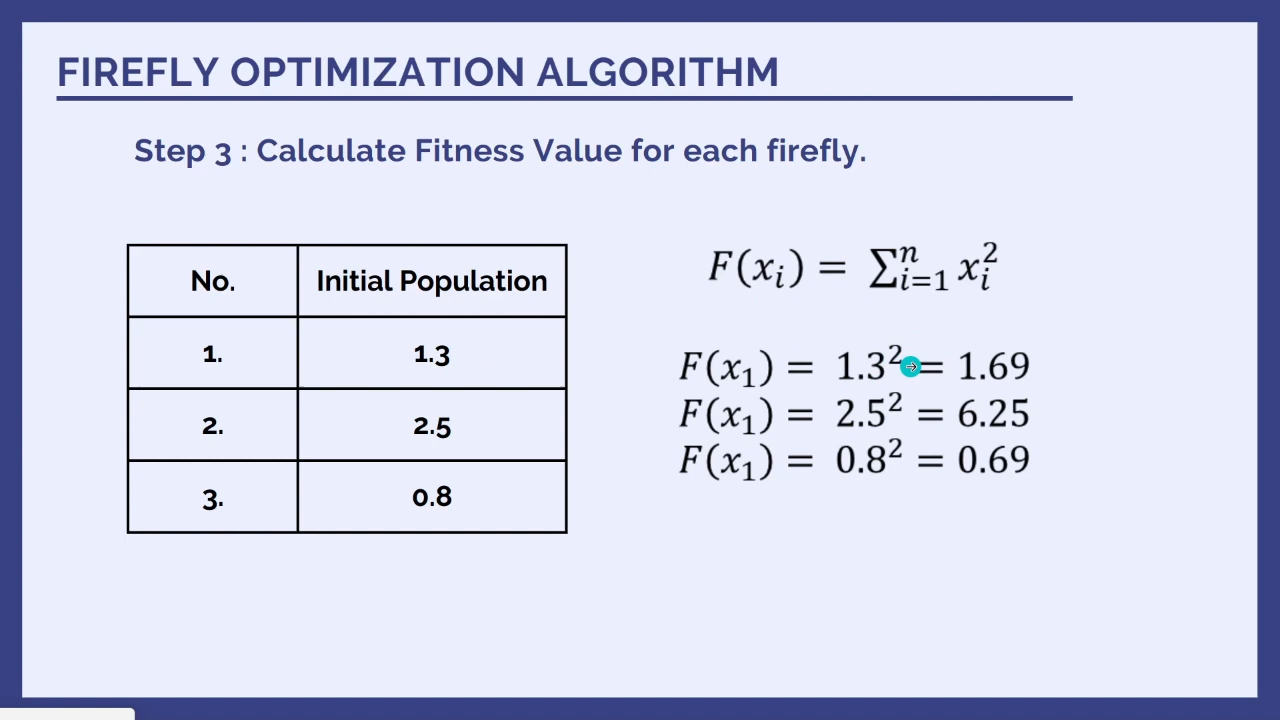 FIREFLY OPTIMIZATION ALGORITHM
Step 3 : Calculate Fitness Value for each firefly.
No. Initial Population
1. 1.3
2. 2.5
3. 0.8
F(xᵢ) = ∑ⁿᵢ₌₁ xᵢ²
F(x₁) = 1.3² = 1.69
F(x₁) = 2.5² = 6.25
F(x₁) = 0.8² = 0.69